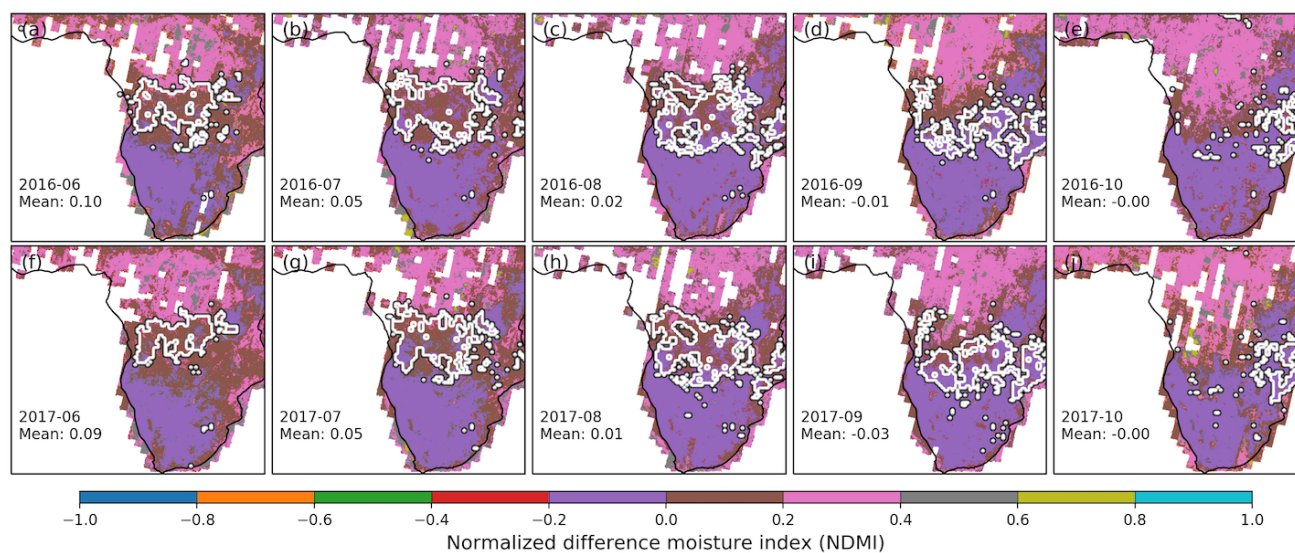 (a)
(b)
(c)
(d)
(e)
2016-06
Mean: 0.10
2016-07
Mean: 0.05
2016-08
Mean: 0.02
2016-09
Mean: -0.01
2016-10
Mean: -0.00
(f)
(g)
(h)
(i)
(j)
2017-06
Mean: 0.09
2017-07
Mean: 0.05
2017-08
Mean: 0.01
2017-09
Mean: -0.03
2017-10
Mean: -0.00
−1.0 −0.8 −0.6 −0.4 −0.2 0.0 0.2 0.4 0.6 0.8 1.0
Normalized difference moisture index (NDMI)